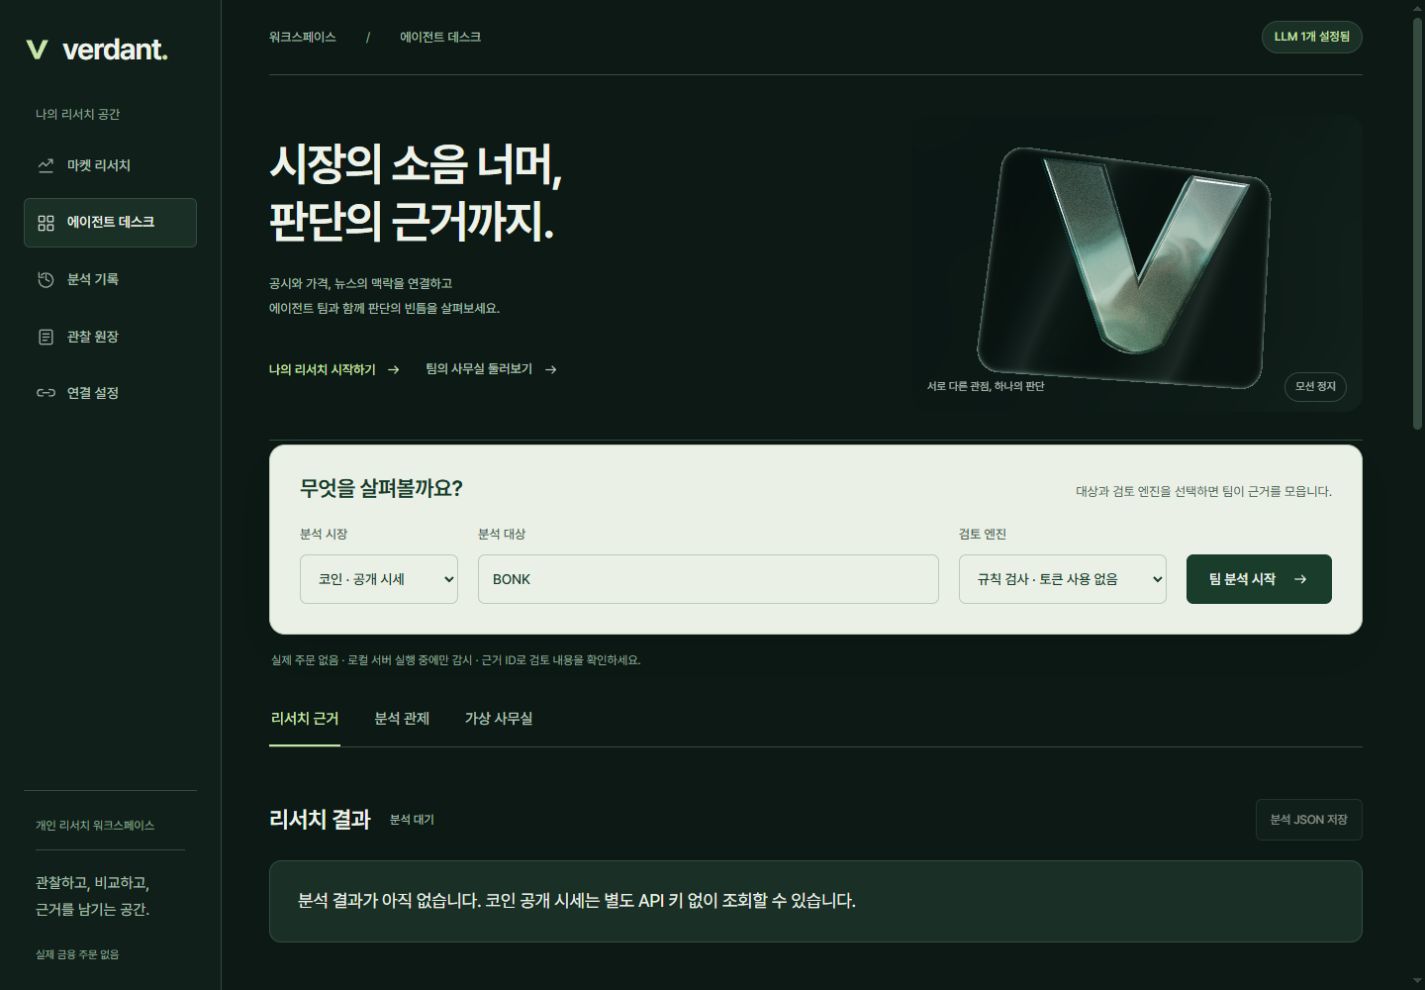 verdant.
나의 리서치 공간
마켓 리서치
에이전트 데스크
분석 기록
관찰 원장
연결 설정
개인 리서치 워크스페이스
관찰하고, 비교하고,
근거를 남기는 공간.
실제 금융 주문 없음
워크스페이스 / 에이전트 데스크
LLM 1개 설정됨
시장의 소음 너머,
판단의 근거까지.
공시와 가격, 뉴스의 맥락을 연결하고
에이전트 팀과 함께 판단의 빈틈을 살펴보세요.
나의 리서치 시작하기 → 팀의 사무실 둘러보기 →
서로 다른 관점, 하나의 판단
모션 정지
무엇을 살펴볼까요?
대상과 검토 엔진을 선택하면 팀이 근거를 모읍니다.
분석 시장 분석 대상 검토 엔진
코인 · 공개 시세 BONK 규칙 검사 · 토큰 사용 없음 팀 분석 시작 →
실제 주문 없음 · 로컬 서버 실행 중에만 감시 · 근거 ID로 검토 내용을 확인하세요.
리서치 근거 분석 관제 가상 사무실
리서치 결과 분석 대기
분석 JSON 저장
분석 결과가 아직 없습니다. 코인 공개 시세는 별도 API 키 없이 조회할 수 있습니다.